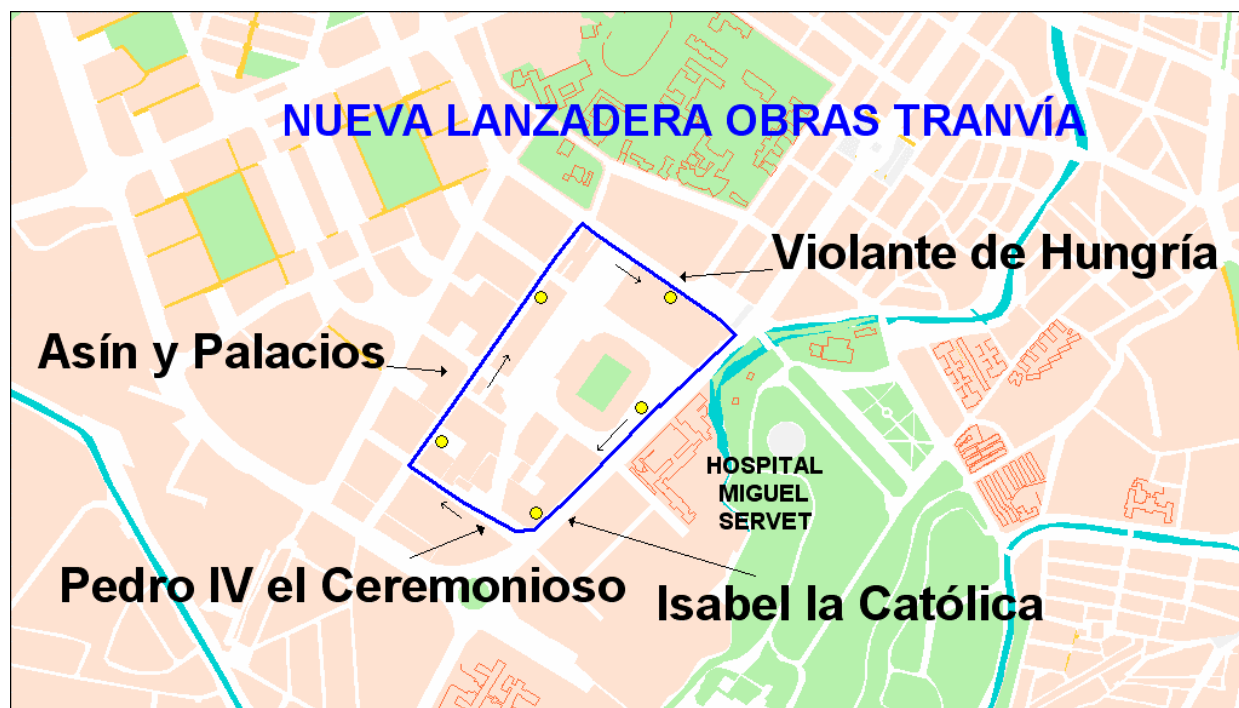 NUEVA LANZADERA OBRAS TRANVÍA
Violante de Hungría
Asín y Palacios
HOSPITAL
MIGUEL
SERVET
Pedro IV el Ceremonioso
Isabel la Católica